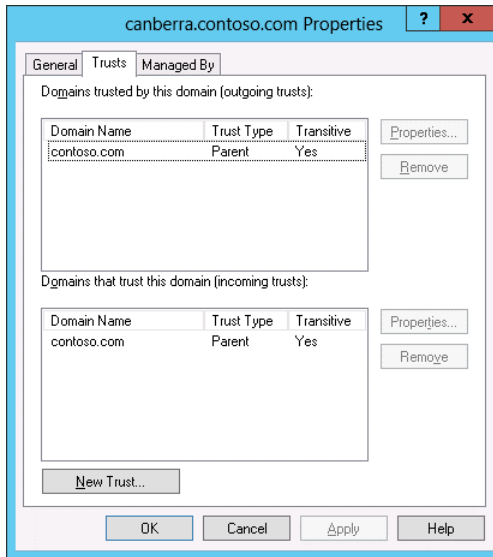 canberra.contoso.com Properties ? x
General Trusts Managed By
Domains trusted by this domain (outgoing trusts):
Domain Name Trust Type Transitive Properties...
contoso.com Parent Yes
Remove
Domains that trust this domain (incoming trusts):
Domain Name Trust Type Transitive Properties...
contoso.com Parent Yes
Remove
New Trust...
OK Cancel Apply Help